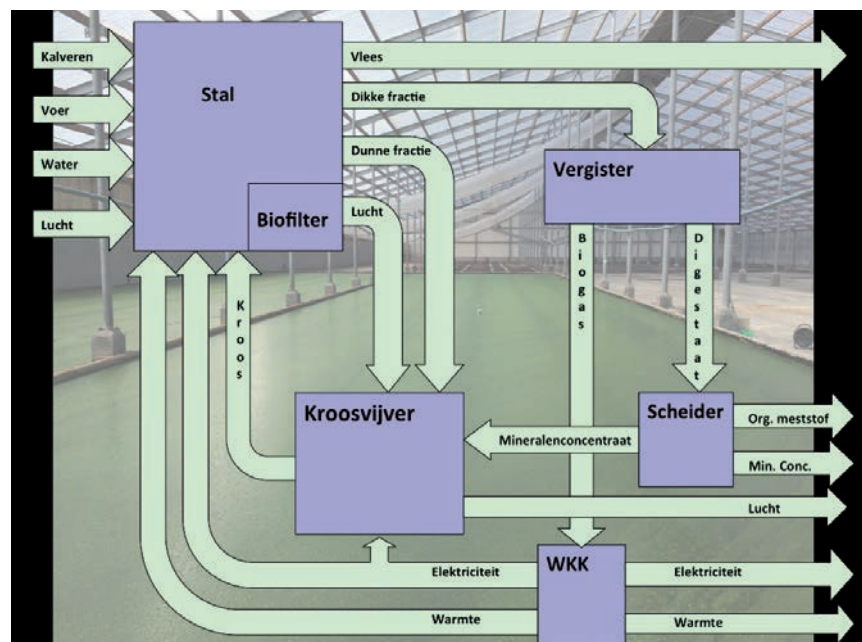 Kalveren
Vlees
Stal
Dikke fractie
Voer
Dunne fractie
Water
Vergister
Biofilter
Lucht
Lucht
Biogas
Digestaat
Kroos
Kroosvijver
Scheider
Org. meststof
Mineralenconcentraat
Min. Conc.
Lucht
WKK
Elektriciteit
Elektriciteit
Warmte
Warmte